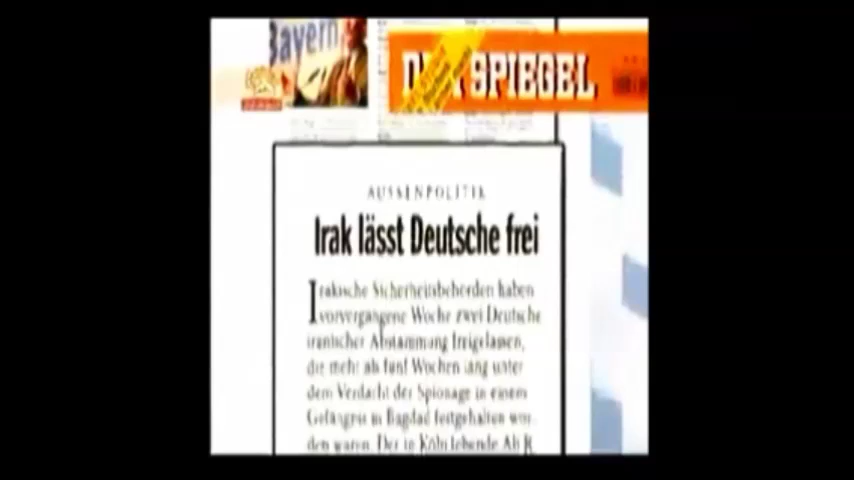 Bayern
DER SPIEGEL
AUSSENPOLITIK
Irak lässt Deutsche frei
Irakische Sicherheitsbehörden haben
vorvergangene Woche zwei Deutsche
iranischer Abstammung freigelassen,
die mehr als fünf Wochen lang unter
dem Verdacht der Spionage in einem
Gefängnis in Bagdad festgehalten wor-
den waren. Der in Köln lebende Ali R.